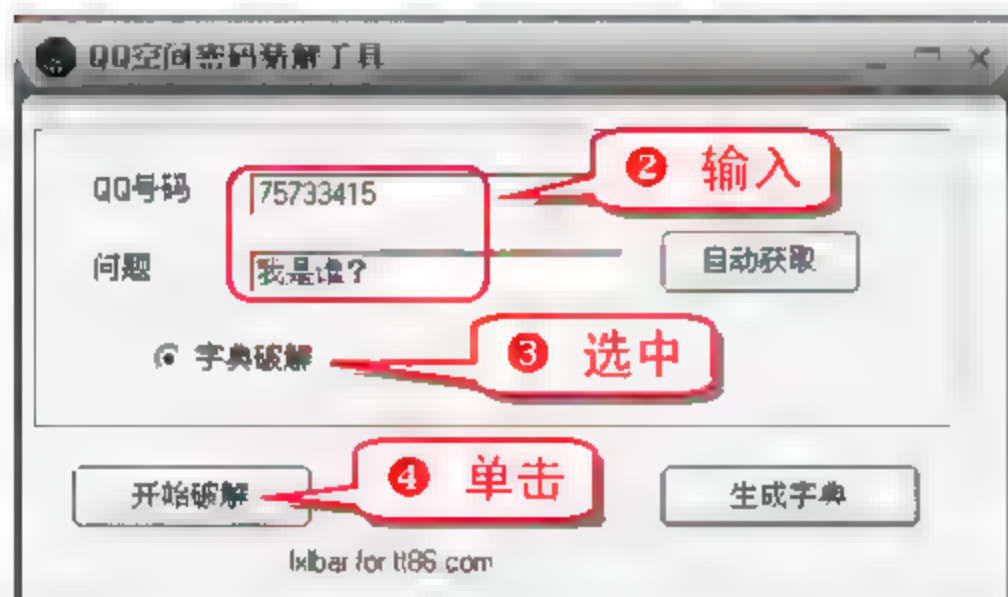 QQ空间密码猜解工具
❷ 输入
QQ号码 75733415
问题 我是谁? 自动获取
字典破解 ❸ 选中
❹ 单击
开始破解 生成字典
lxlbar for tt86 com